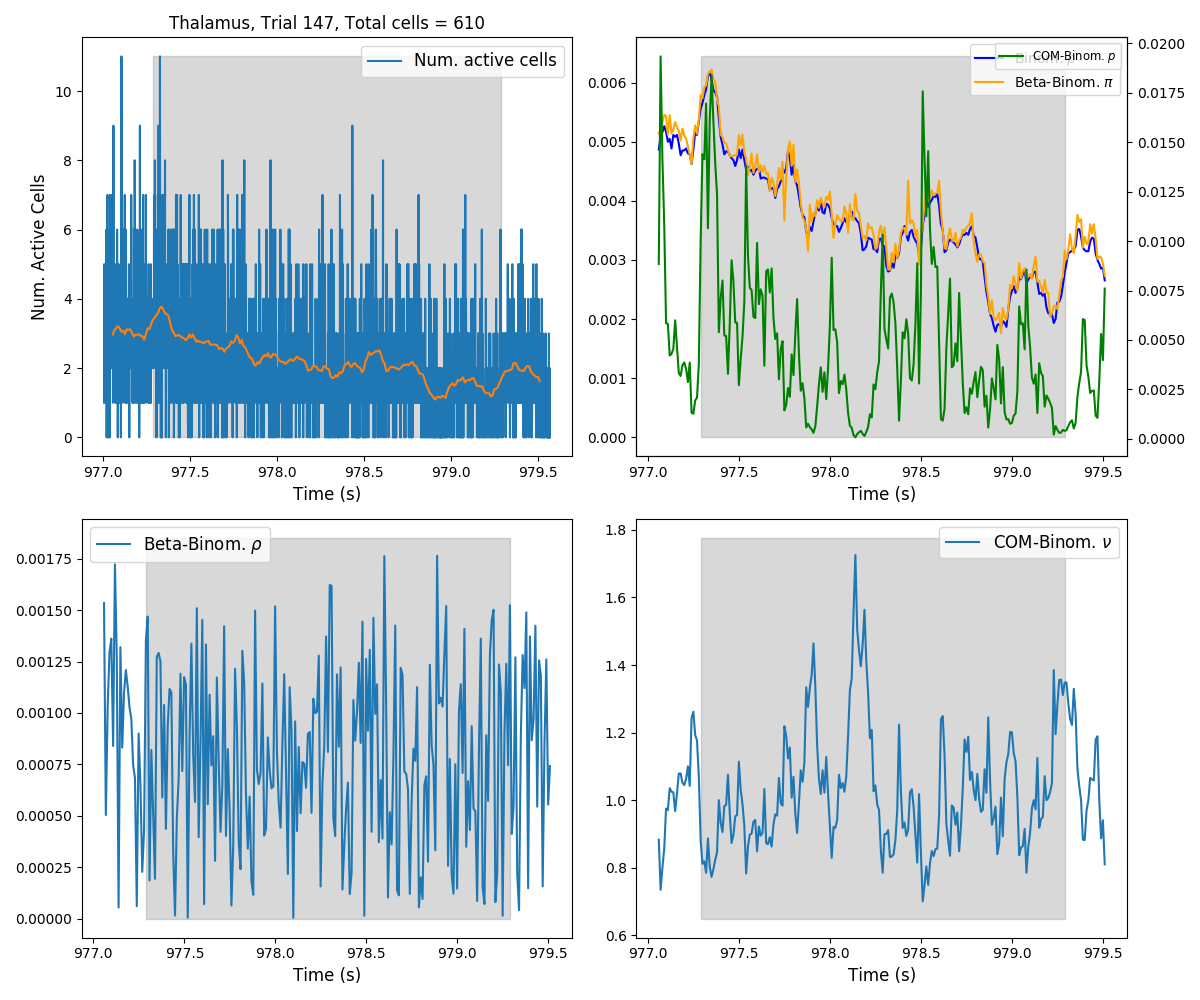 Thalamus, Trial 147, Total cells = 610
Num. active cells
Num. Active Cells
10
8
6
4
2
0
977.0 977.5 978.0 978.5 979.0 979.5
Time (s)
COM-Binom. p
Beta-Binom. π
0.006
0.005
0.004
0.003
0.002
0.001
0.000
0.0200
0.0175
0.0150
0.0125
0.0100
0.0075
0.0050
0.0025
0.0000
977.0 977.5 978.0 978.5 979.0 979.5
Time (s)
Beta-Binom. ρ
0.00175
0.00150
0.00125
0.00100
0.00075
0.00050
0.00025
0.00000
977.0 977.5 978.0 978.5 979.0 979.5
Time (s)
COM-Binom. ν
1.8
1.6
1.4
1.2
1.0
0.8
0.6
977.0 977.5 978.0 978.5 979.0 979.5
Time (s)